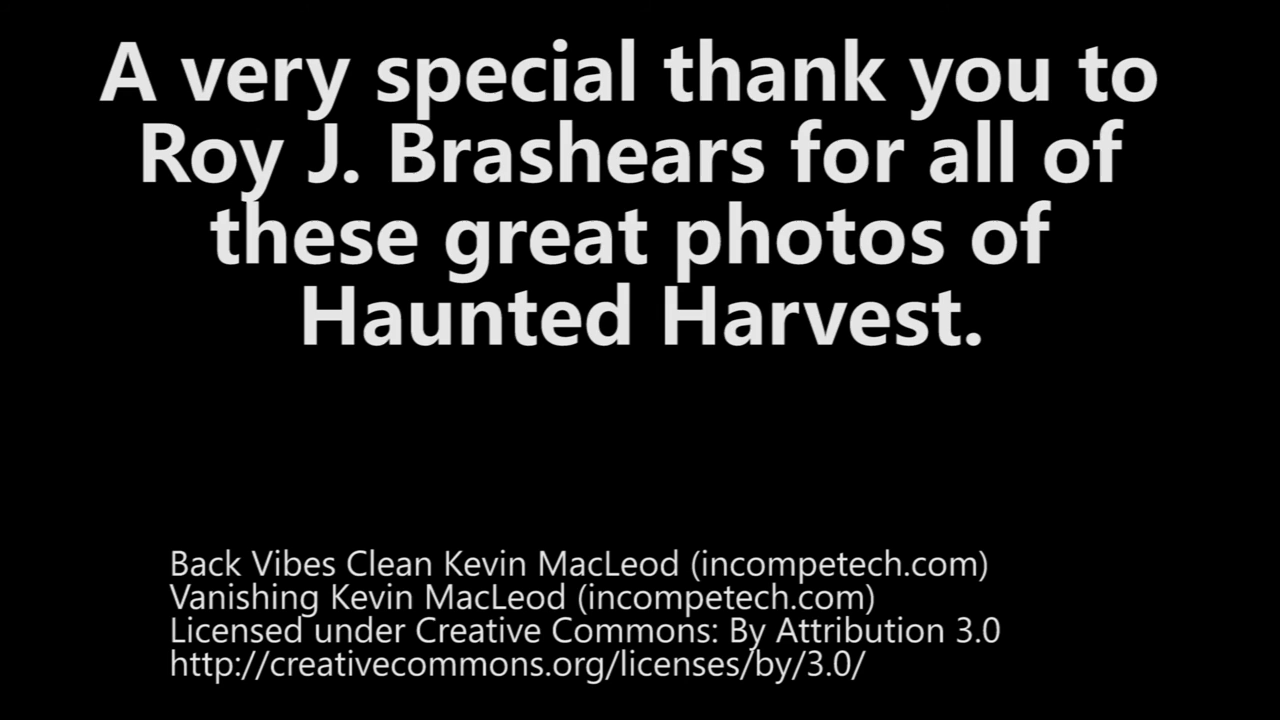 A very special thank you to
Roy J. Brashears for all of
these great photos of
Haunted Harvest.
Back Vibes Clean Kevin MacLeod (incompetech.com)
Vanishing Kevin MacLeod (incompetech.com)
Licensed under Creative Commons: By Attribution 3.0
http://creativecommons.org/licenses/by/3.0/